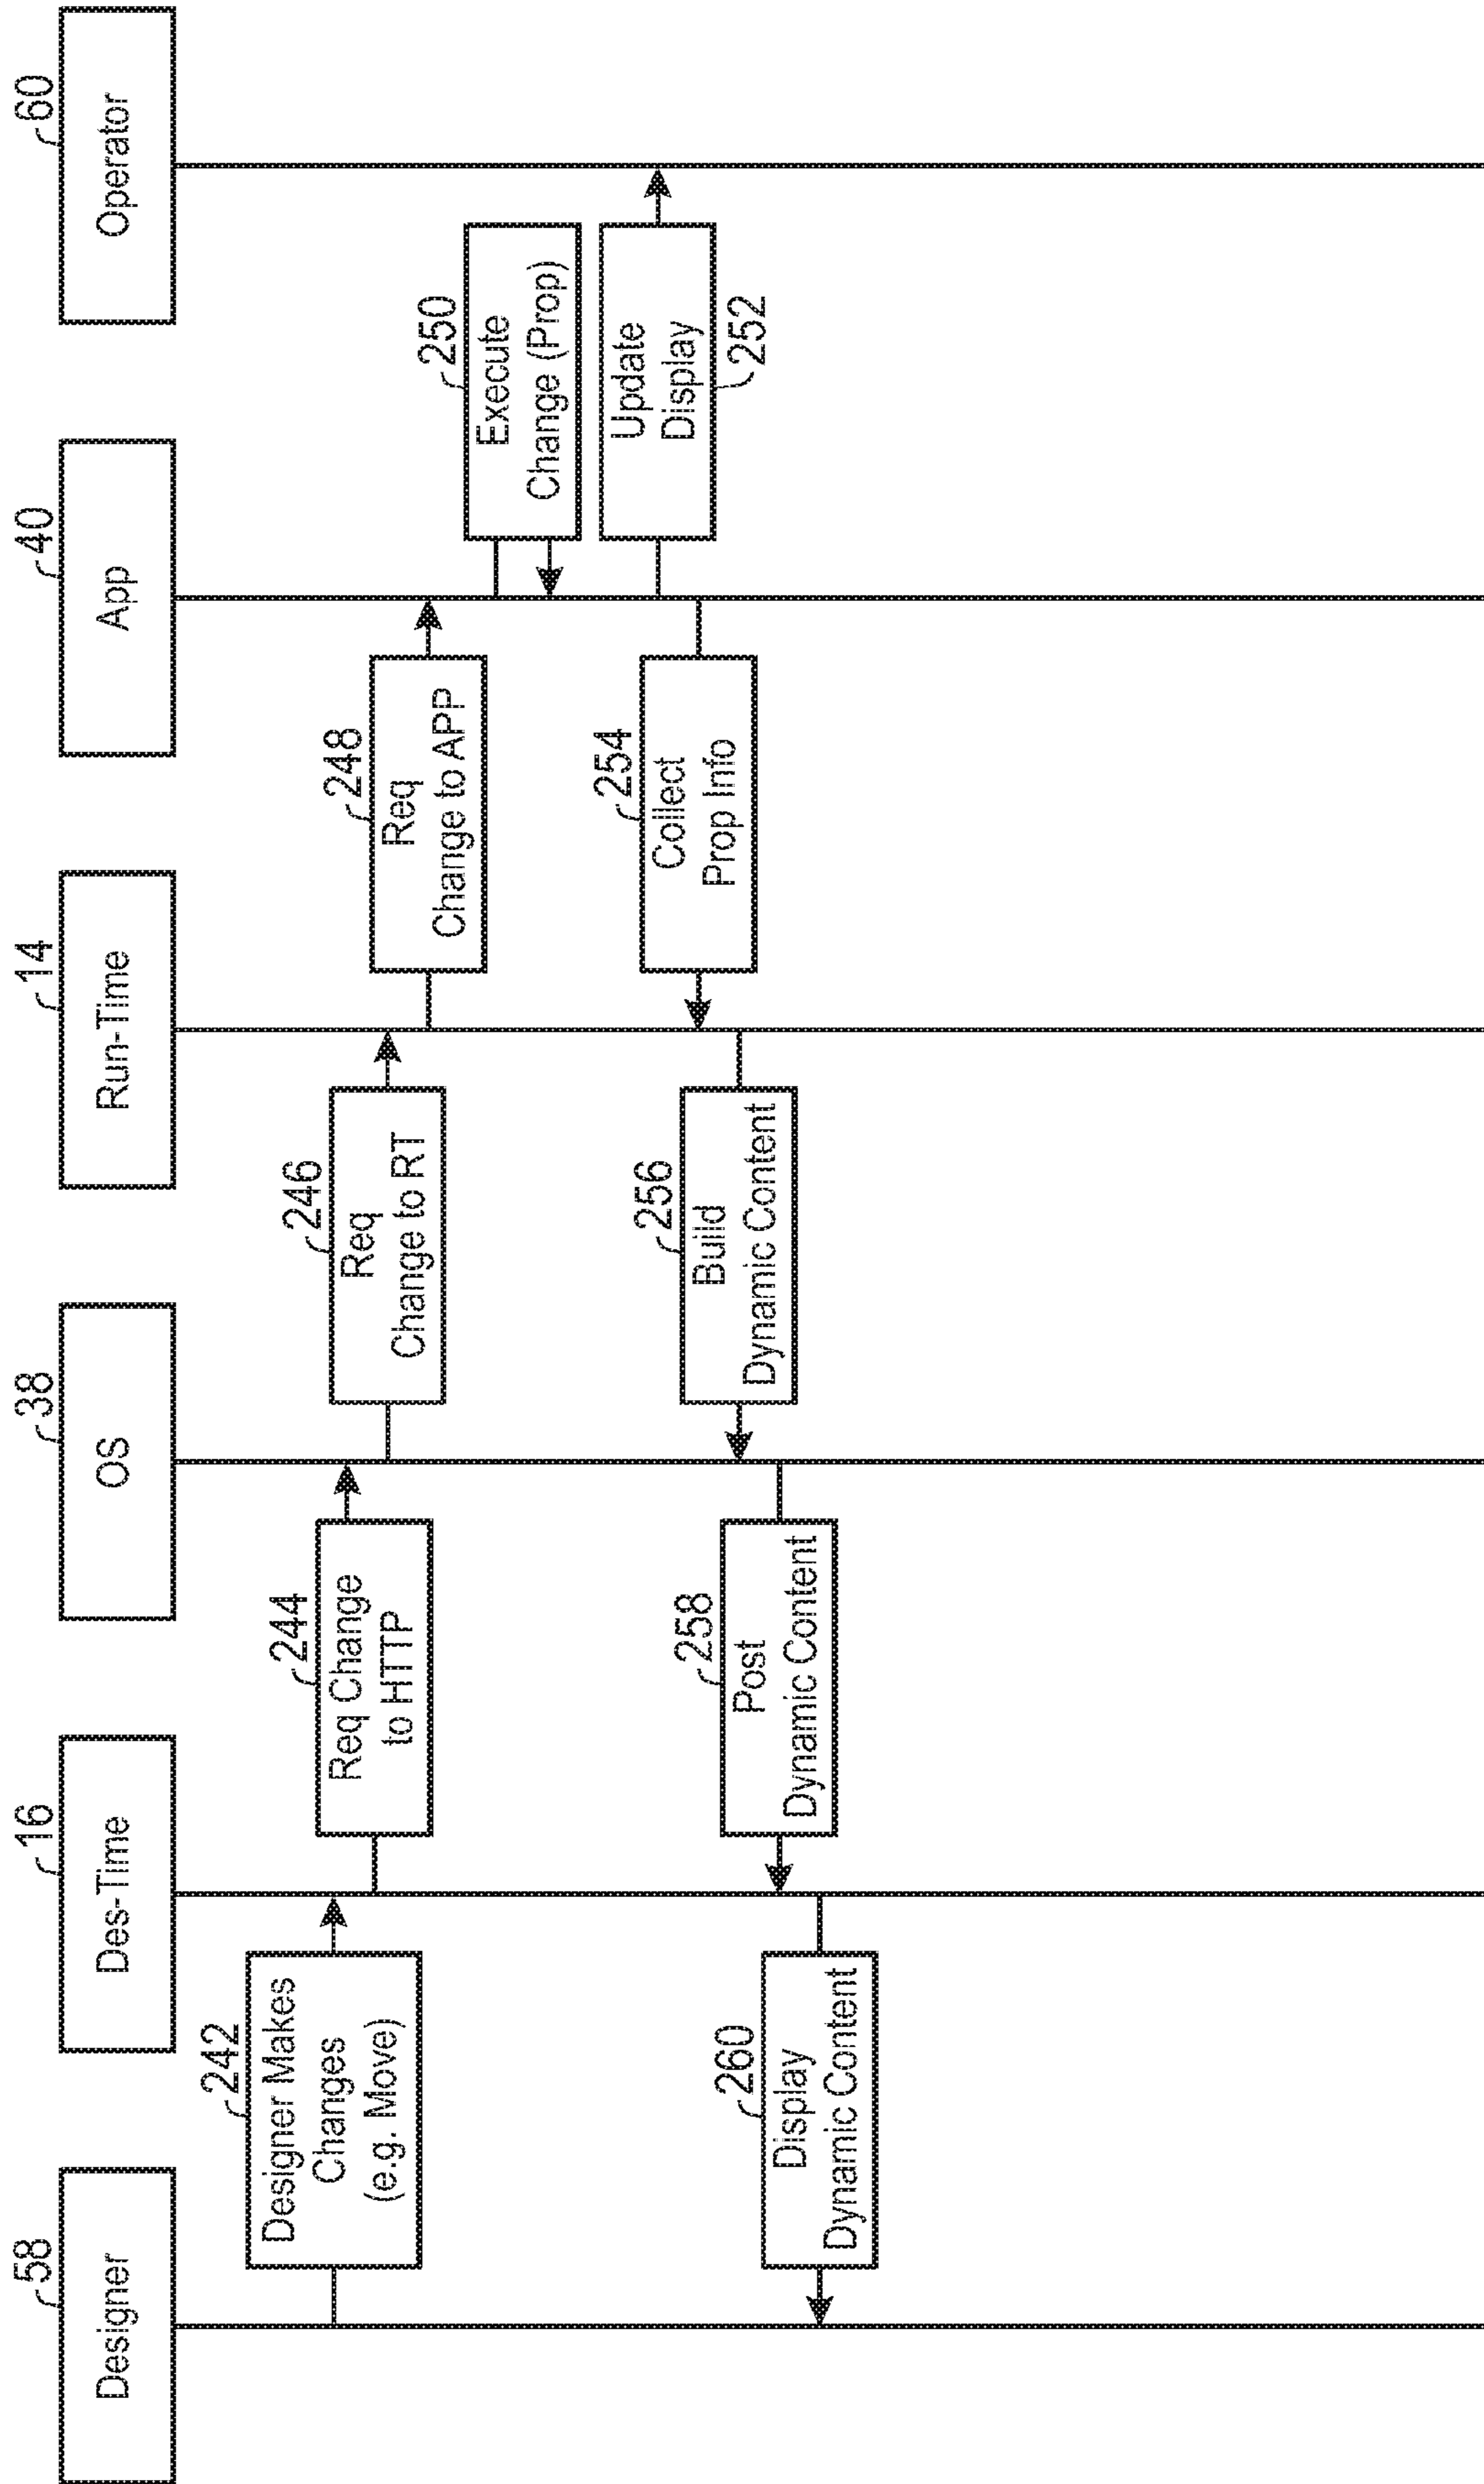 58
Designer
16
Des-Time
38
OS
14
Run-Time
40
App
60
Operator
242
Designer Makes
Changes
(e.g. Move)
244
Req Change
to HTTP
246
Req
Change to RT
248
Req
Change to APP
250
Execute
Change (Prop)
Update
Display
252
254
Collect
Prop Info
256
Build
Dynamic Content
258
Post
Dynamic Content
260
Display
Dynamic Content